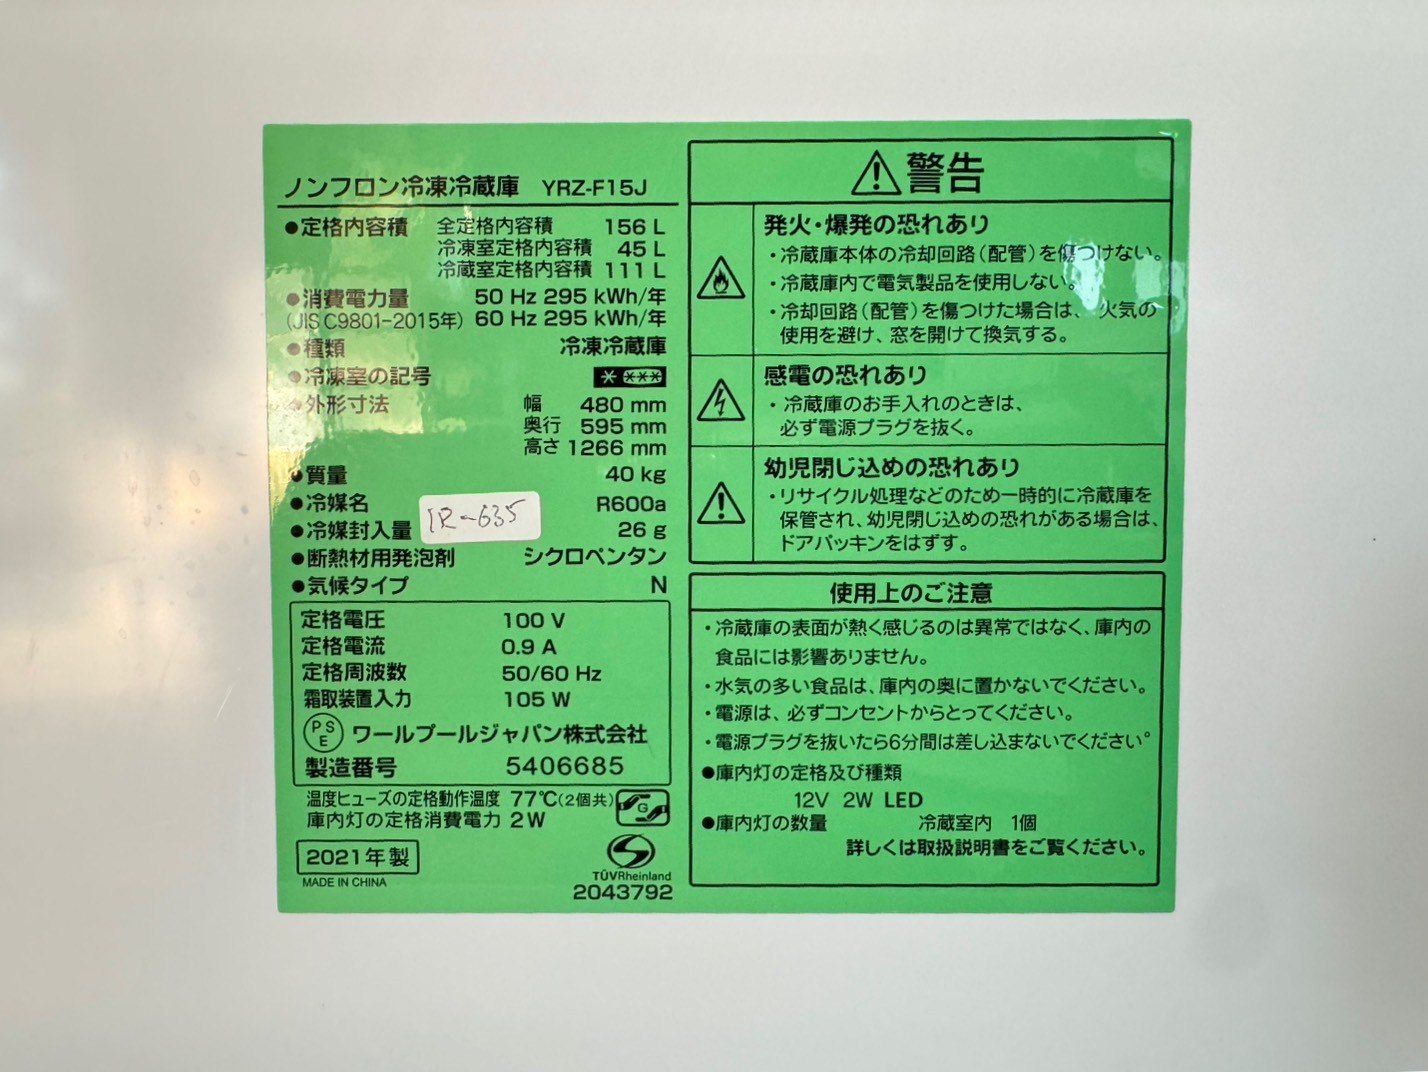 ノンフロン冷凍冷蔵庫 YRZ-F15J
●定格内容積 全定格内容積 156 L
冷凍室定格内容積 45 L
冷蔵室定格内容積 111 L
●消費電力量 50 Hz 295 kWh/年
(JIS C9801-2015年) 60 Hz 295 kWh/年
●種類 冷凍冷蔵庫
●冷凍室の記号 * ***
●外形寸法 幅 480 mm
奥行 595 mm
高さ 1266 mm
●質量 40 kg
●冷媒名 R600a
●冷媒封入量 26 g
IR-635
●断熱材用発泡剤 シクロペンタン
●気候タイプ N
定格電圧 100 V
定格電流 0.9 A
定格周波数 50/60 Hz
霜取装置入力 105 W
PSE ワールプールジャパン株式会社
製造番号 5406685
温度ヒューズの定格動作温度 77℃(2個共)
庫内灯の定格消費電力 2W
G
2021年製
MADE IN CHINA
TÜVRheinland
2043792
警告
発火・爆発の恐れあり
・冷蔵庫本体の冷却回路(配管)を傷つけない。
・冷蔵庫内で電気製品を使用しない。
・冷却回路(配管)を傷つけた場合は、火気の
使用を避け、窓を開けて換気する。
感電の恐れあり
・冷蔵庫のお手入れのときは、
必ず電源プラグを抜く。
幼児閉じ込めの恐れあり
・リサイクル処理などのため一時的に冷蔵庫を
保管され、幼児閉じ込めの恐れがある場合は、
ドアパッキンをはずす。
使用上のご注意
・冷蔵庫の表面が熱く感じるのは異常ではなく、庫内の
食品には影響ありません。
・水気の多い食品は、庫内の奥に置かないでください。
・電源は、必ずコンセントからとってください。
・電源プラグを抜いたら6分間は差し込まないでください。
●庫内灯の定格及び種類
12V 2W LED
●庫内灯の数量 冷蔵室内 1個
詳しくは取扱説明書をご覧ください。